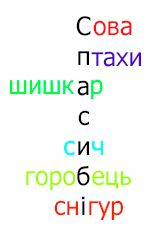 Сова
птахи
шишкар
с
сич
горобець
снігур